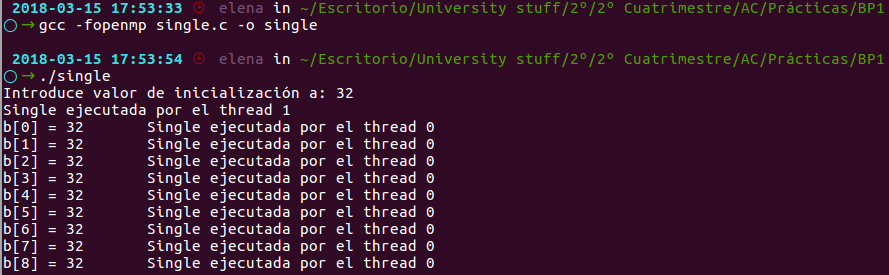 2018-03-15 17:53:33 elena in ~/Escritorio/University stuff/2º/2º Cuatrimestre/AC/Prácticas/BP1
○→gcc -fopenmp single.c -o single
2018-03-15 17:53:54 elena in ~/Escritorio/University stuff/2º/2º Cuatrimestre/AC/Prácticas/BP1
○→./single
Introduce valor de inicialización a: 32
Single ejecutada por el thread 1
b[0] = 32 Single ejecutada por el thread 0
b[1] = 32 Single ejecutada por el thread 0
b[2] = 32 Single ejecutada por el thread 0
b[3] = 32 Single ejecutada por el thread 0
b[4] = 32 Single ejecutada por el thread 0
b[5] = 32 Single ejecutada por el thread 0
b[6] = 32 Single ejecutada por el thread 0
b[7] = 32 Single ejecutada por el thread 0
b[8] = 32 Single ejecutada por el thread 0